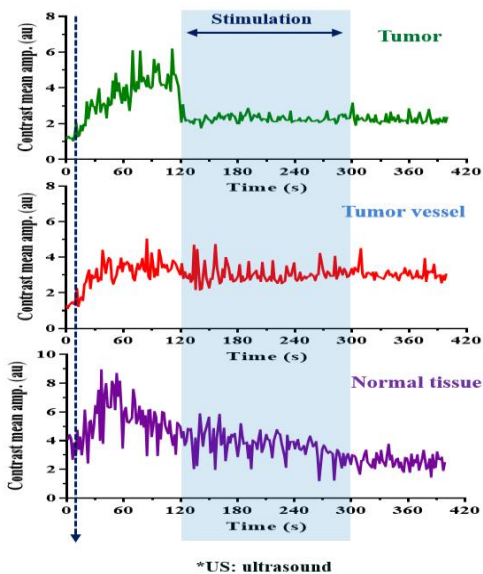 Stimulation
Tumor
Contrast mean amp. (au)
8
6
4
2
0
0 60 120 180 240 300 360 420
Time (s)
Tumor vessel
Contrast mean amp. (au)
8
6
4
2
0
0 60 120 180 240 300 360 420
Time (s)
Normal tissue
Contrast mean amp. (au)
10
8
6
4
2
0
0 60 120 180 240 300 360 420
Time (s)
*US: ultrasound